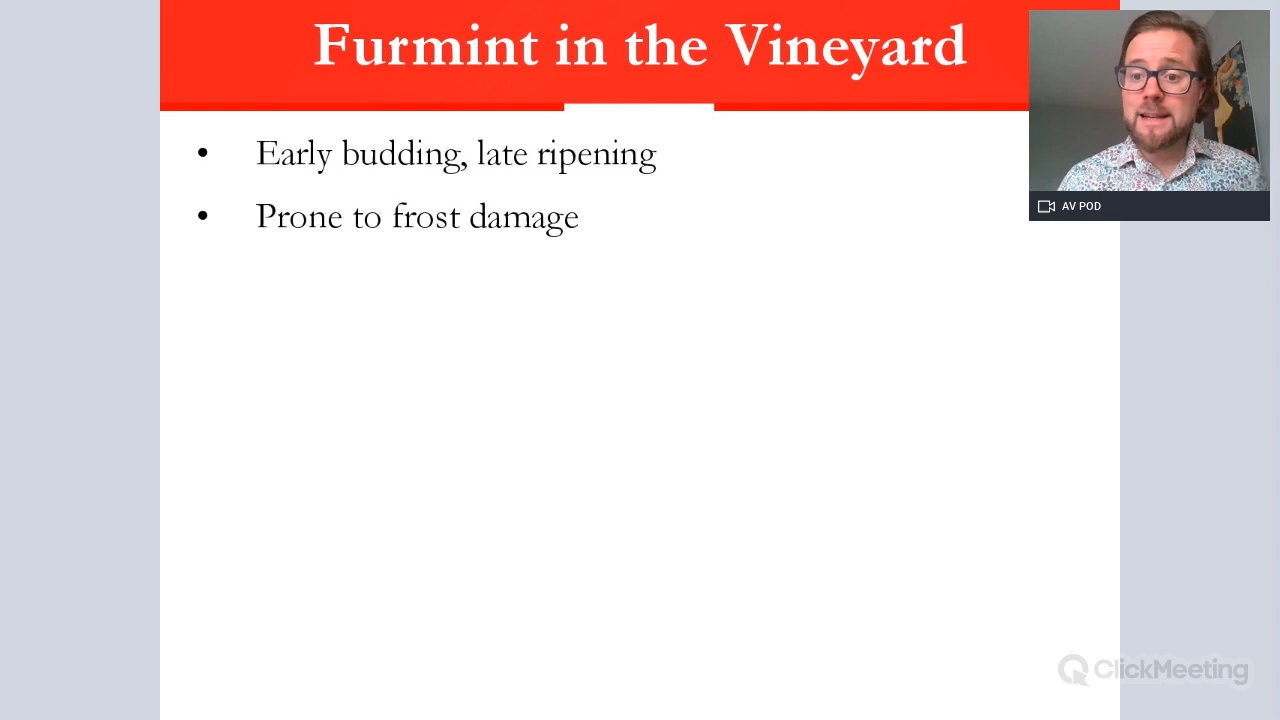 Furmint in the Vineyard
• Early budding, late ripening
• Prone to frost damage
AV POD
ClickMeeting